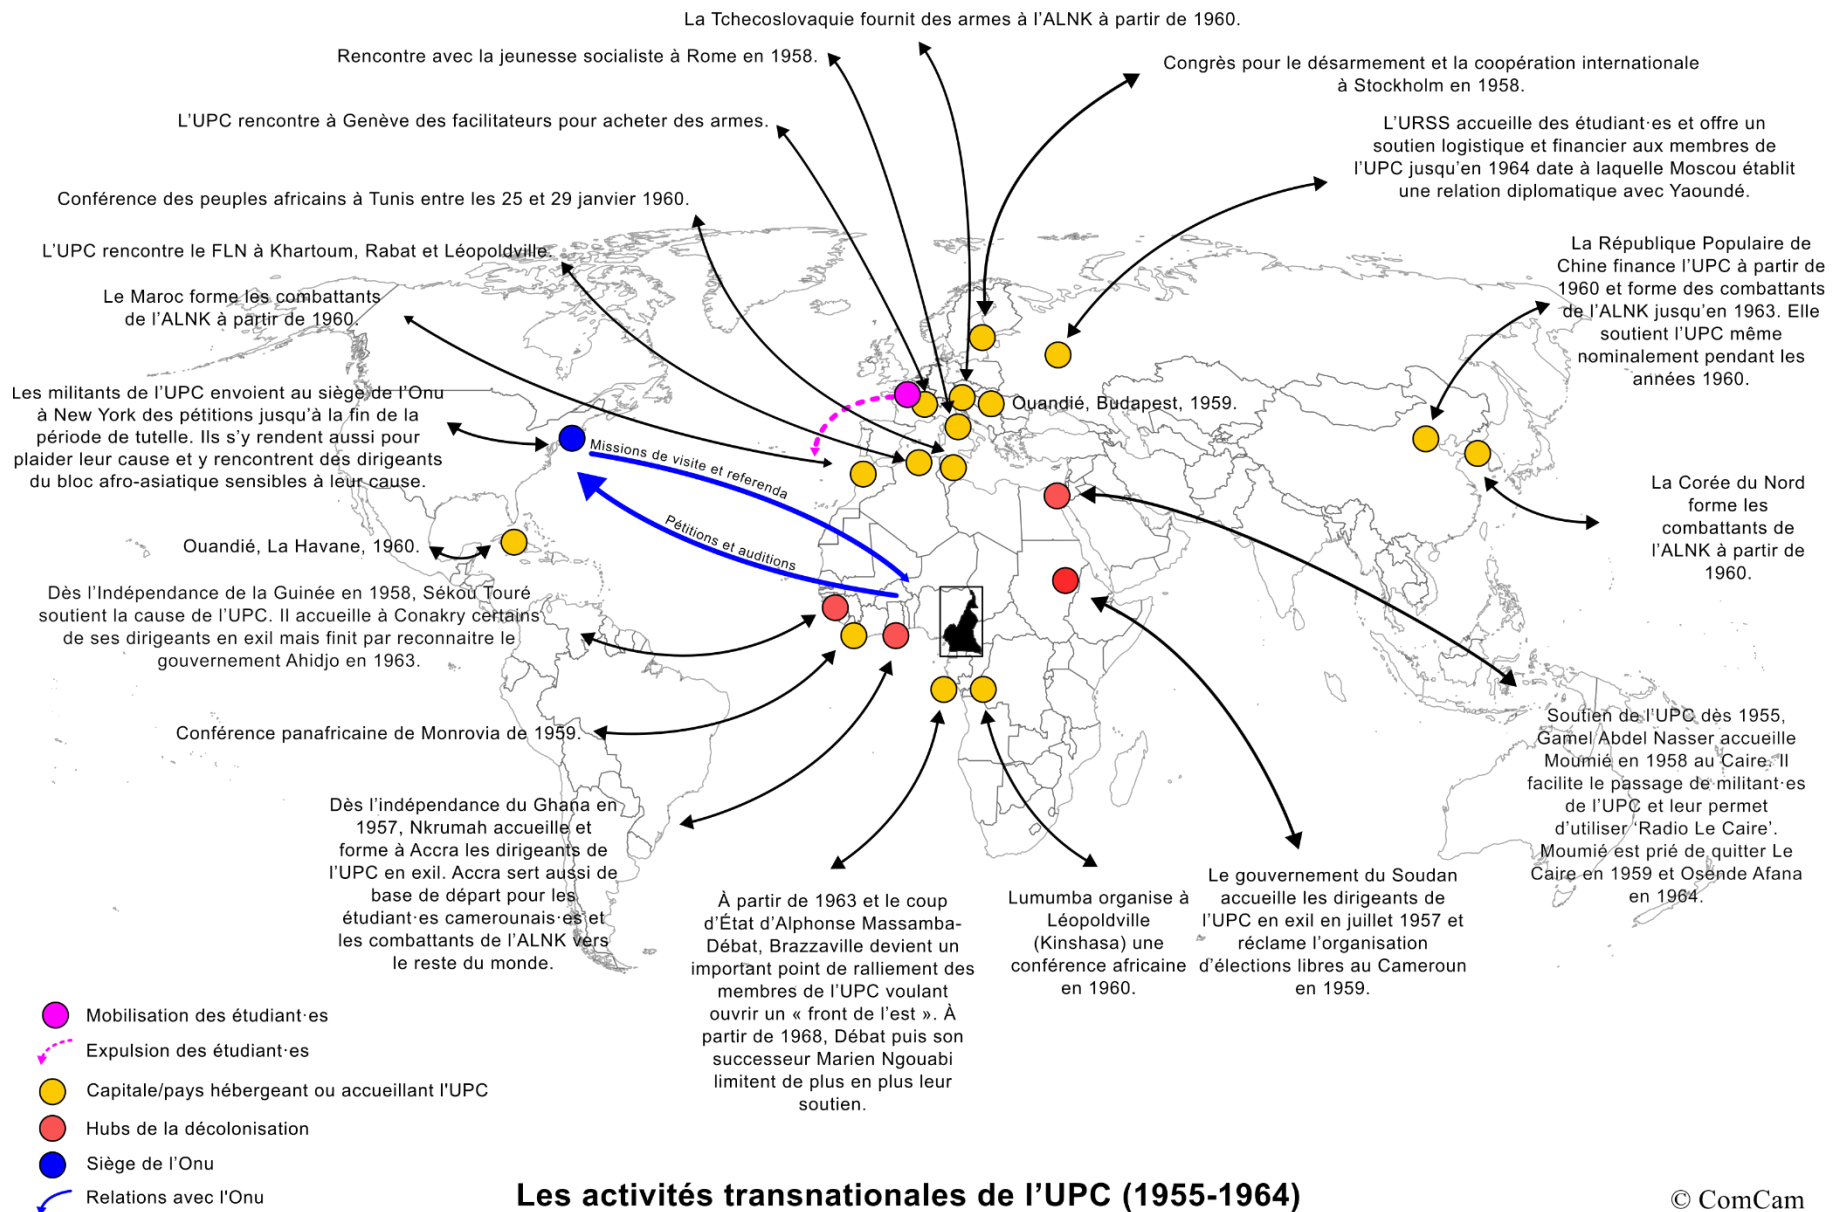 La Tchecoslovaquie fournit des armes à l'ALNK à partir de 1960.
Rencontre avec la jeunesse socialiste à Rome en 1958.
Congrès pour le désarmement et la coopération internationale
à Stockholm en 1958.
L'UPC rencontre à Genève des facilitateurs pour acheter des armes.
L'URSS accueille des étudiant·es et offre un
soutien logistique et financier aux membres de
l'UPC jusqu'en 1964 date à laquelle Moscou établit
une relation diplomatique avec Yaoundé.
Conférence des peuples africains à Tunis entre les 25 et 29 janvier 1960.
L'UPC rencontre le FLN à Khartoum, Rabat et Léopoldville.
La République Populaire de
Chine finance l'UPC à partir de
1960 et forme des combattants
de l'ALNK jusqu'en 1963. Elle
soutient l'UPC même
nominalement pendant les
années 1960.
Le Maroc forme les combattants
de l'ALNK à partir de 1960.
Les militants de l'UPC envoient au siège de l'Onu
à New York des pétitions jusqu'à la fin de la
période de tutelle. Ils s'y rendent aussi pour
plaider leur cause et y rencontrent des dirigeants
du bloc afro-asiatique sensibles à leur cause.
Ouandié, Budapest, 1959.
Missions de visite et referenda
Pétitions et auditions
La Corée du Nord
forme les
combattants de
l'ALNK à partir de
1960.
Ouandié, La Havane, 1960.
Dès l'Indépendance de la Guinée en 1958, Sékou Touré
soutient la cause de l'UPC. Il accueille à Conakry certains
de ses dirigeants en exil mais finit par reconnaitre le
gouvernement Ahidjo en 1963.
Conférence panafricaine de Monrovia de 1959.
Soutien de l'UPC dès 1955,
Gamel Abdel Nasser accueille
Moumié en 1958 au Caire. Il
facilite le passage de militant·es
de l'UPC et leur permet
d'utiliser 'Radio Le Caire'.
Moumié est prié de quitter Le
Caire en 1959 et Osende Afana
en 1964.
Dès l'indépendance du Ghana en
1957, Nkrumah accueille et
forme à Accra les dirigeants de
l'UPC en exil. Accra sert aussi de
base de départ pour les
étudiant·es camerounais·es et
les combattants de l'ALNK vers
le reste du monde.
À partir de 1963 et le coup
d'État d'Alphonse Massamba-
Débat, Brazzaville devient un
important point de ralliement des
membres de l'UPC voulant
ouvrir un « front de l'est ». À
partir de 1968, Débat puis son
successeur Marien Ngouabi
limitent de plus en plus leur
soutien.
Lumumba organise à
Léopoldville
(Kinshasa) une
conférence africaine
en 1960.
Le gouvernement du Soudan
accueille les dirigeants de
l'UPC en exil en juillet 1957 et
réclame l'organisation
d'élections libres au Cameroun
en 1959.
Mobilisation des étudiant·es
Expulsion des étudiant·es
Capitale/pays hébergeant ou accueillant l'UPC
Hubs de la décolonisation
Siège de l'Onu
Relations avec l'Onu
Les activités transnationales de l'UPC (1955-1964)
© ComCam